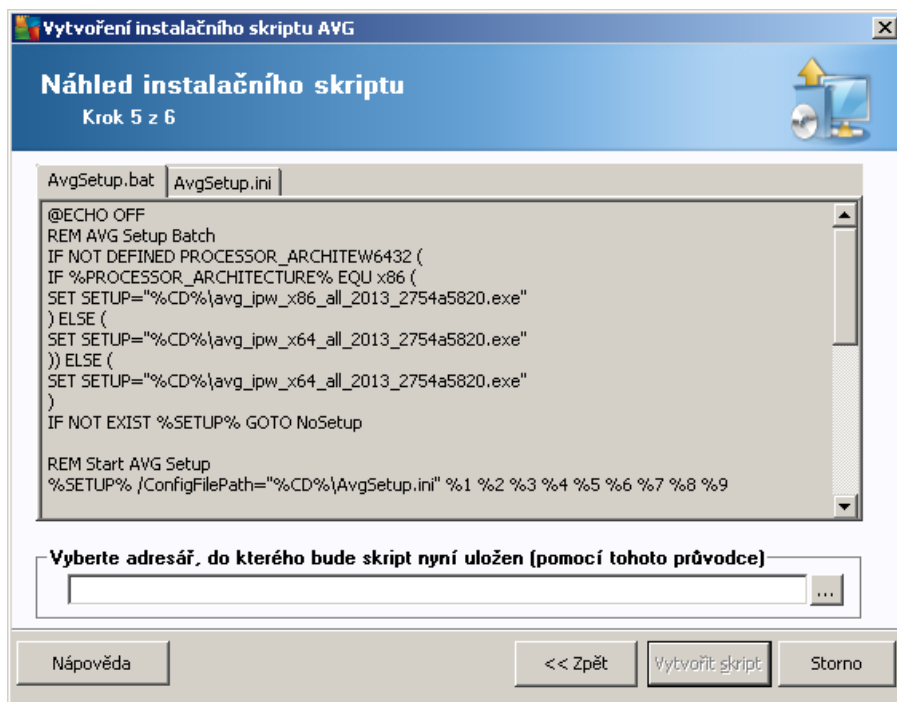 Vytvoření instalačního skriptu AVG
Náhled instalačního skriptu
Krok 5 z 6
AvgSetup.bat AvgSetup.ini
@ECHO OFF
REM AVG Setup Batch
IF NOT DEFINED PROCESSOR_ARCHITEW6432 (
IF %PROCESSOR_ARCHITECTURE% EQU x86 (
SET SETUP="%CD%\avg_ipw_x86_all_2013_2754a5820.exe"
) ELSE (
SET SETUP="%CD%\avg_ipw_x64_all_2013_2754a5820.exe"
)) ELSE (
SET SETUP="%CD%\avg_ipw_x64_all_2013_2754a5820.exe"
)
IF NOT EXIST %SETUP% GOTO NoSetup
REM Start AVG Setup
%SETUP% /ConfigFilePath="%CD%\AvgSetup.ini" %1 %2 %3 %4 %5 %6 %7 %8 %9
Vyberte adresář, do kterého bude skript nyní uložen (pomocí tohoto průvodce)
...
Nápověda << Zpět Vytvořit skript Storno